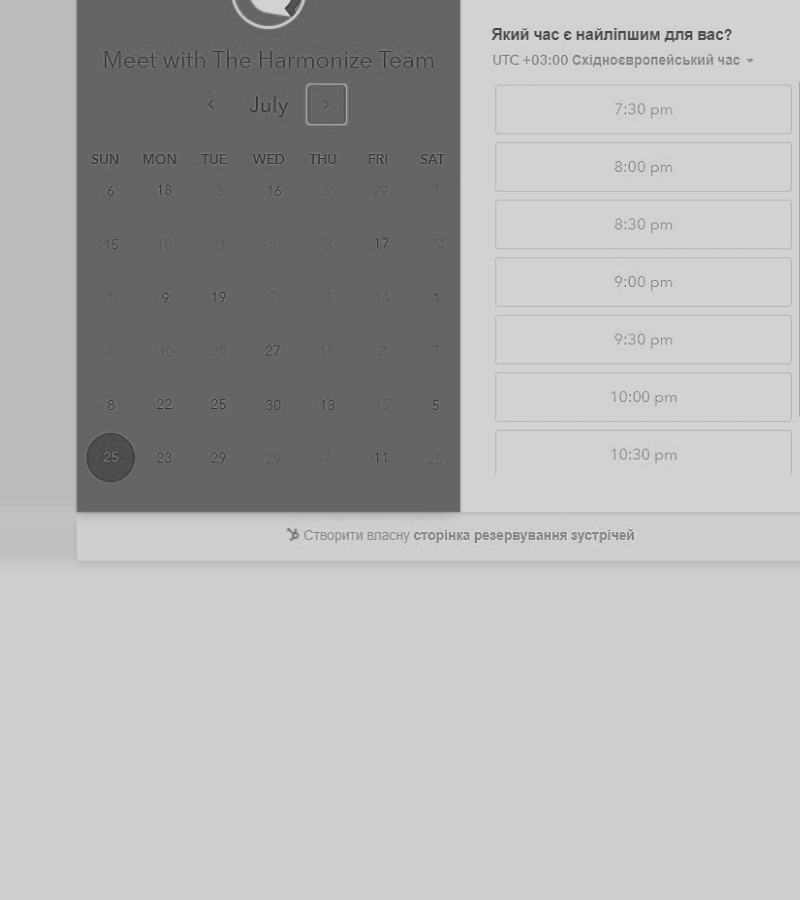 Meet with The Harmonize Team
July
SUN MON TUE WED THU FRI SAT
6 18 3 16 5 27 7
15 18 21 5 3 17 24
1 9 19 7 3 14 1
7 10 20 27 18 2 7
8 22 25 30 13 15 5
25 23 29 29 7 11 25
Який час є найліпшим для вас?
UTC +03:00 Східноєвропейський час
7:30 pm
8:00 pm
8:30 pm
9:00 pm
9:30 pm
10:00 pm
10:30 pm
Створити власну сторінка резервування зустрічей